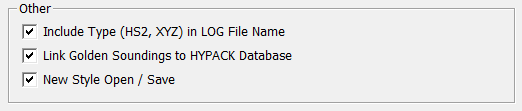 Other
Include Type (HS2, XYZ) in LOG File Name
Link Golden Soundings to HYPACK Database
New Style Open / Save